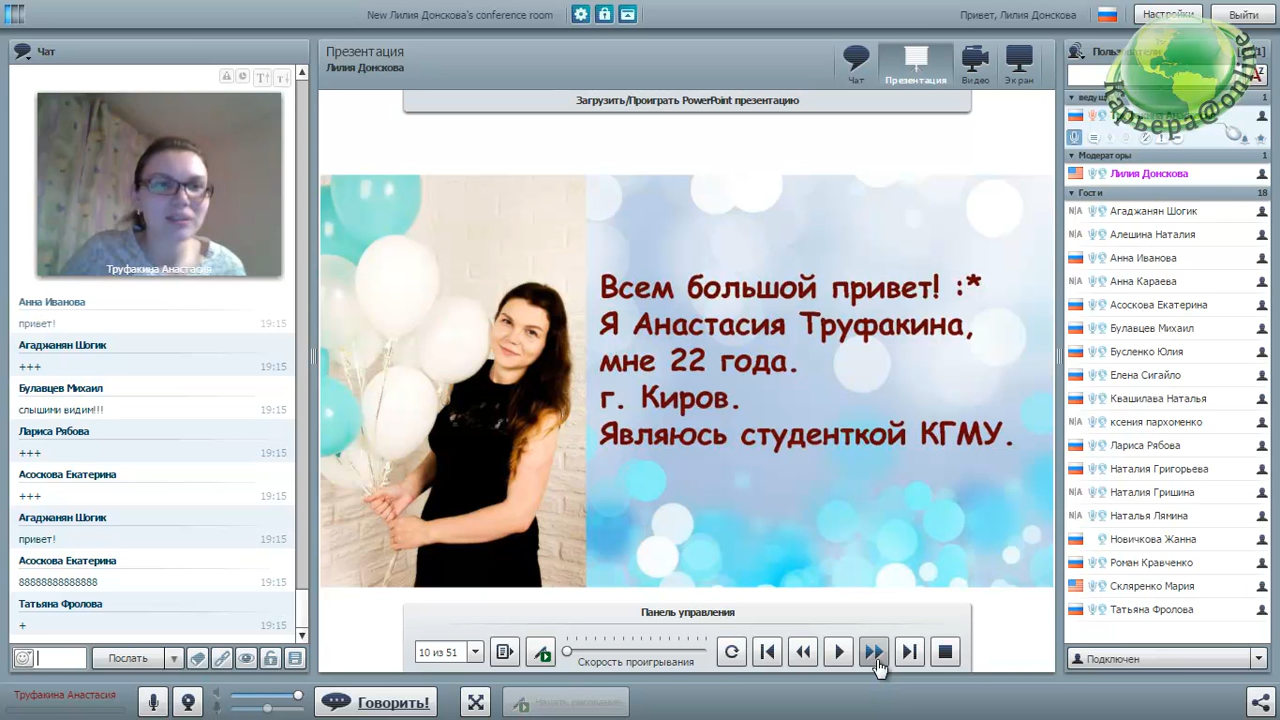 New Лилия Донскова's conference room
Привет, Лилия Донскова
Настройки
Выйти
Чат
Труфакина Анастасия
Анна Иванова
привет!
19:15
Агаджанян Шогик
+++
19:15
Булавцев Михаил
слышими видим!!!
19:15
Лариса Рябова
+++
19:15
Асоскова Екатерина
+++
19:15
Агаджанян Шогик
привет!
19:15
Асоскова Екатерина
88888888888888
19:15
Татьяна Фролова
+
19:15
Послать
Презентация
Лилия Донскова
Чат
Презентация
Видео
Экран
Загрузить/Проиграть PowerPoint презентацию
Всем большой привет! :*
Я Анастасия Труфакина,
мне 22 года.
г. Киров.
Являюсь студенткой КГМУ.
Панель управления
10 из 51
Скорость проигрывания
карьера@online
Модераторы 1
Лилия Донскова
Гости 18
N|A Агаджанян Шогик
N|A Алешина Наталия
Анна Иванова
N|A Анна Караева
Асоскова Екатерина
Булавцев Михаил
Бусленко Юлия
Елена Сигайло
Квашилава Наталья
N|A ксения пархоменко
Лариса Рябова
Наталия Григорьева
N|A Наталия Гришина
N|A Наталья Лямина
Новичкова Жанна
Роман Кравченко
Скляренко Мария
Татьяна Фролова
Подключен
Труфакина Анастасия
Говорить!